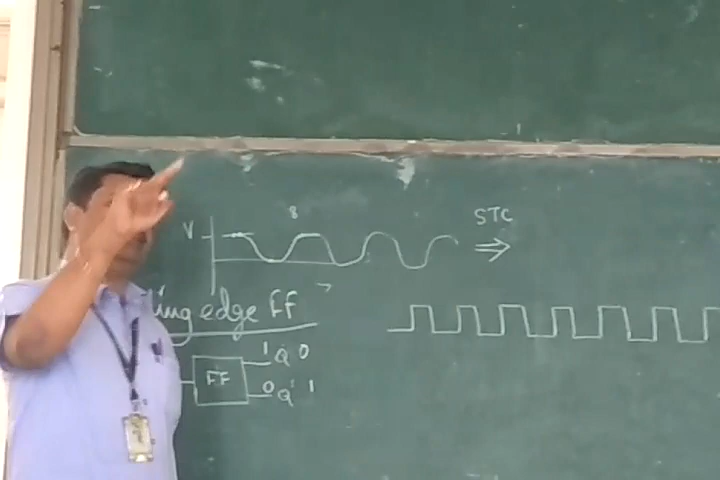 8
STC
V
ling edge FF
1 Q 0
FF
0 Q' 1